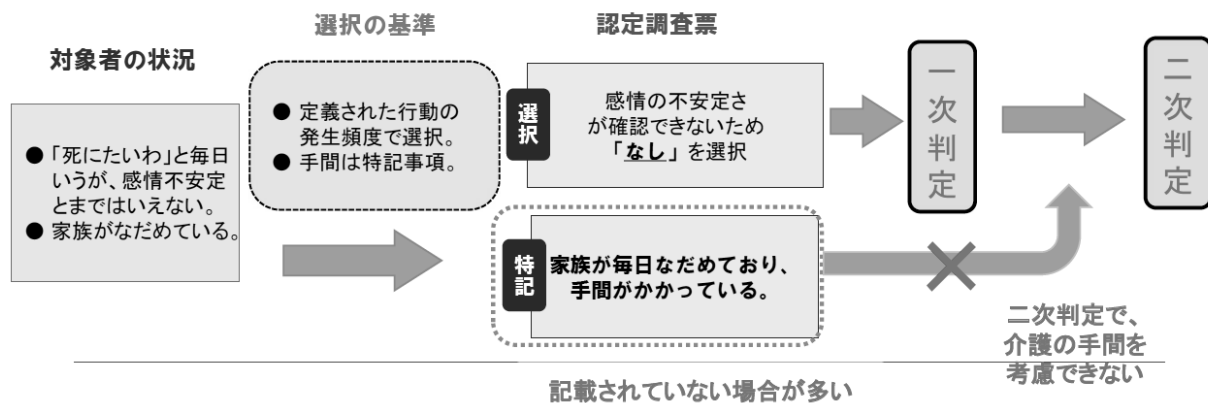 対象者の状況
●「死にたいわ」と毎日
いうが、感情不安定
とまではいえない。
● 家族がなだめている。
選択の基準
● 定義された行動の
発生頻度で選択。
● 手間は特記事項。
認定調査票
選択
感情の不安定さ
が確認できないため
「なし」を選択
特記
家族が毎日なだめており、
手間がかかっている。
一次判定
二次判定
二次判定で、
介護の手間を
考慮できない
記載されていない場合が多い